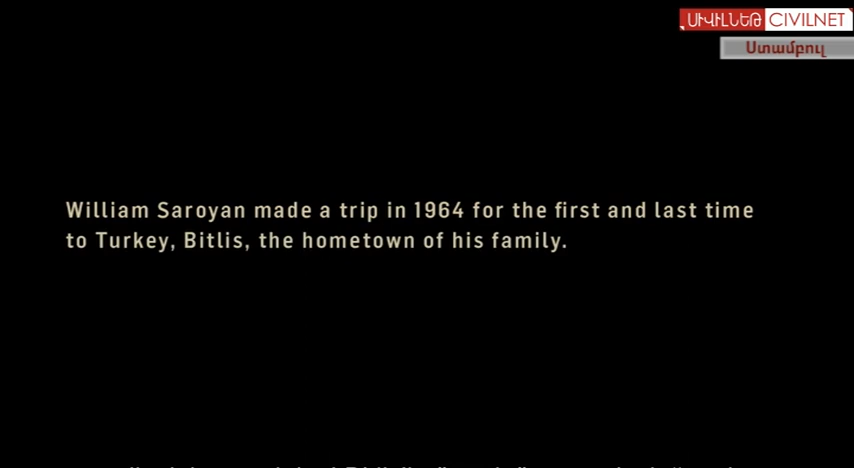 ՍԻՎԻԼՆԵԹ CIVILNET
Ստամբուլ
William Saroyan made a trip in 1964 for the first and last time
to Turkey, Bitlis, the hometown of his family.